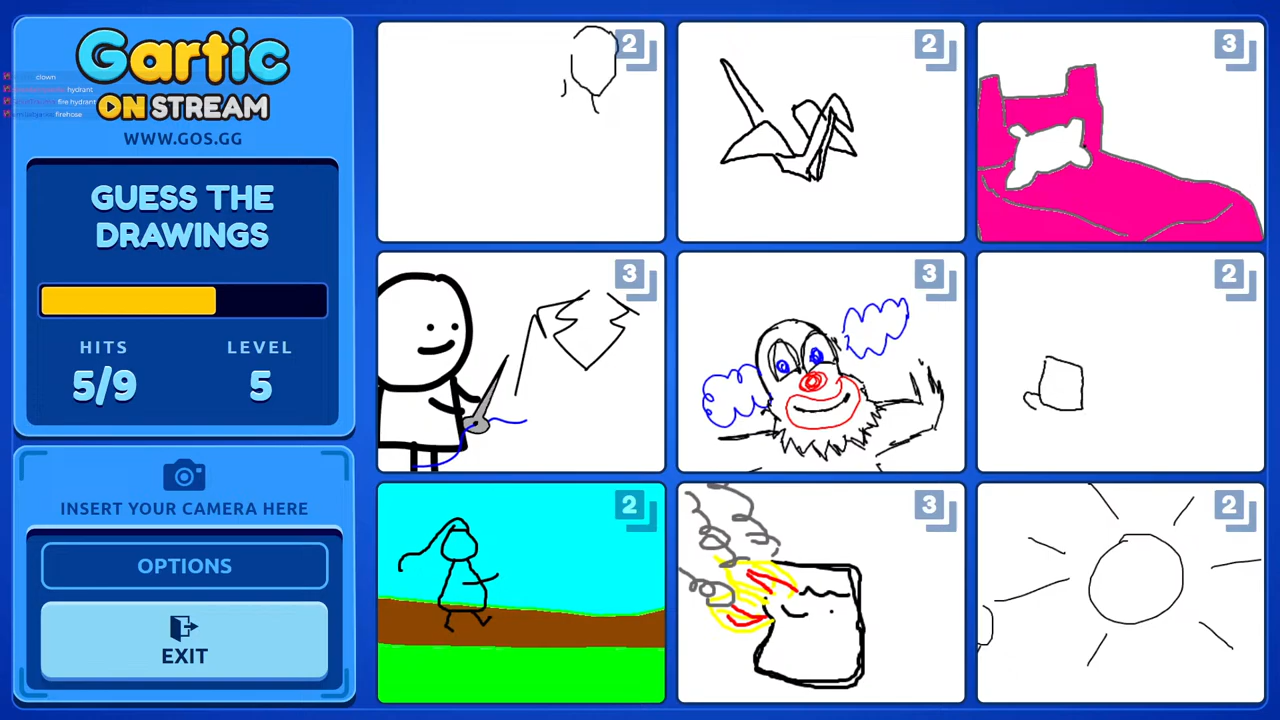 Gartic
ON STREAM
WWW.GOS.GG
clown
hydrant
fire hydrant
firehose
GUESS THE
DRAWINGS
HITS
LEVEL
5/9
5
INSERT YOUR CAMERA HERE
OPTIONS
EXIT
2
2
3
3
3
2
2
3
2